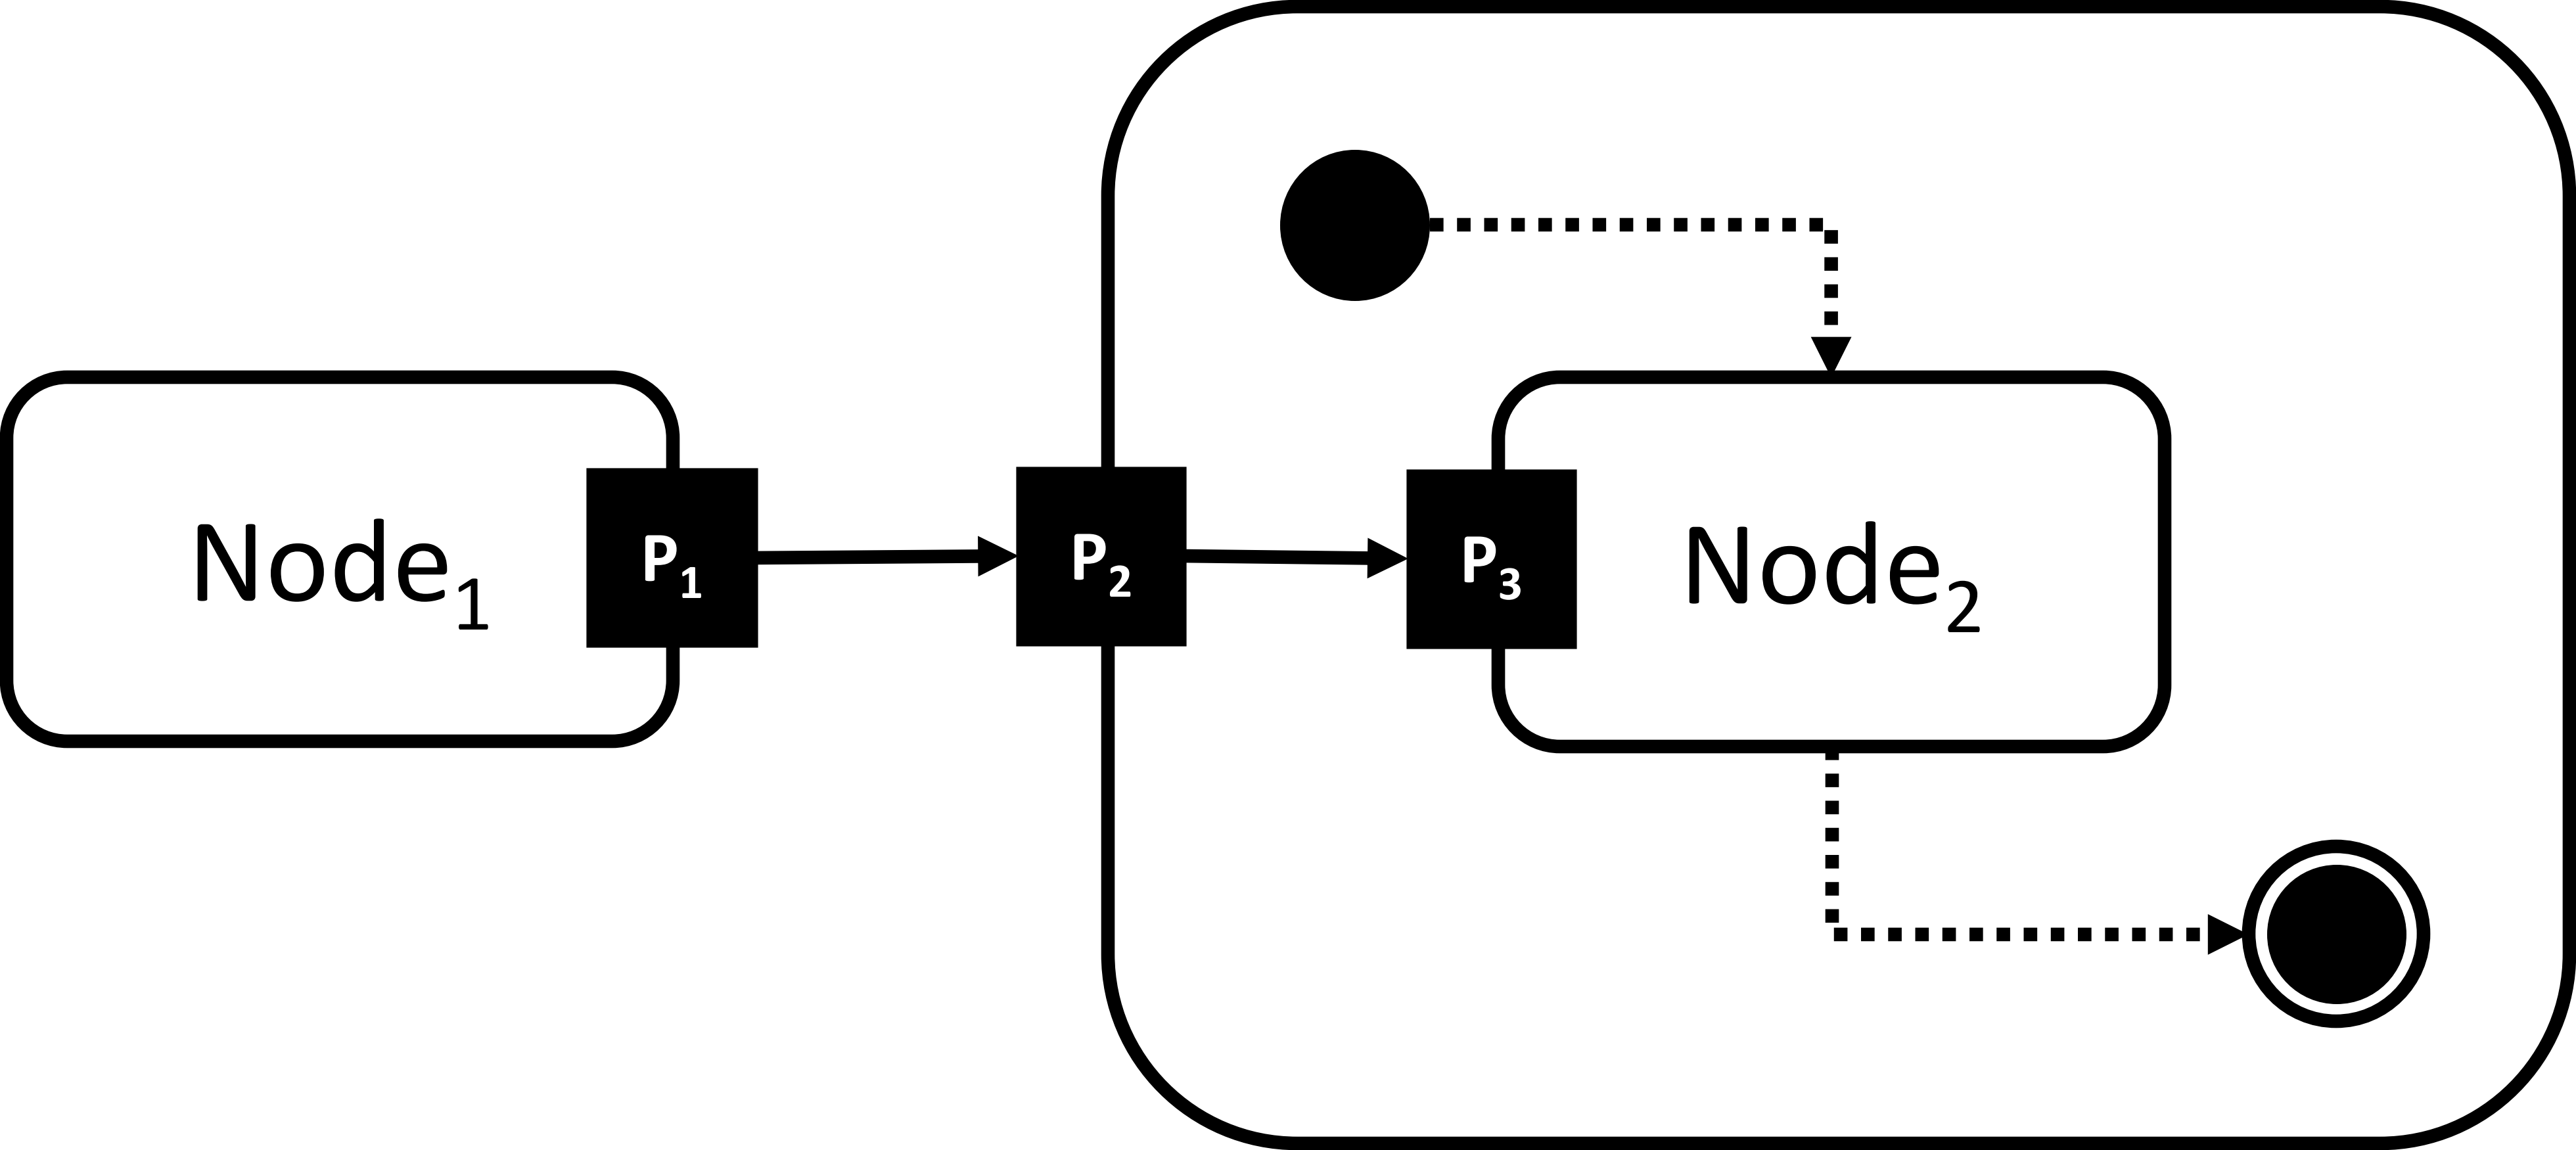 Node₁
P₁
P₂
P₃
Node₂